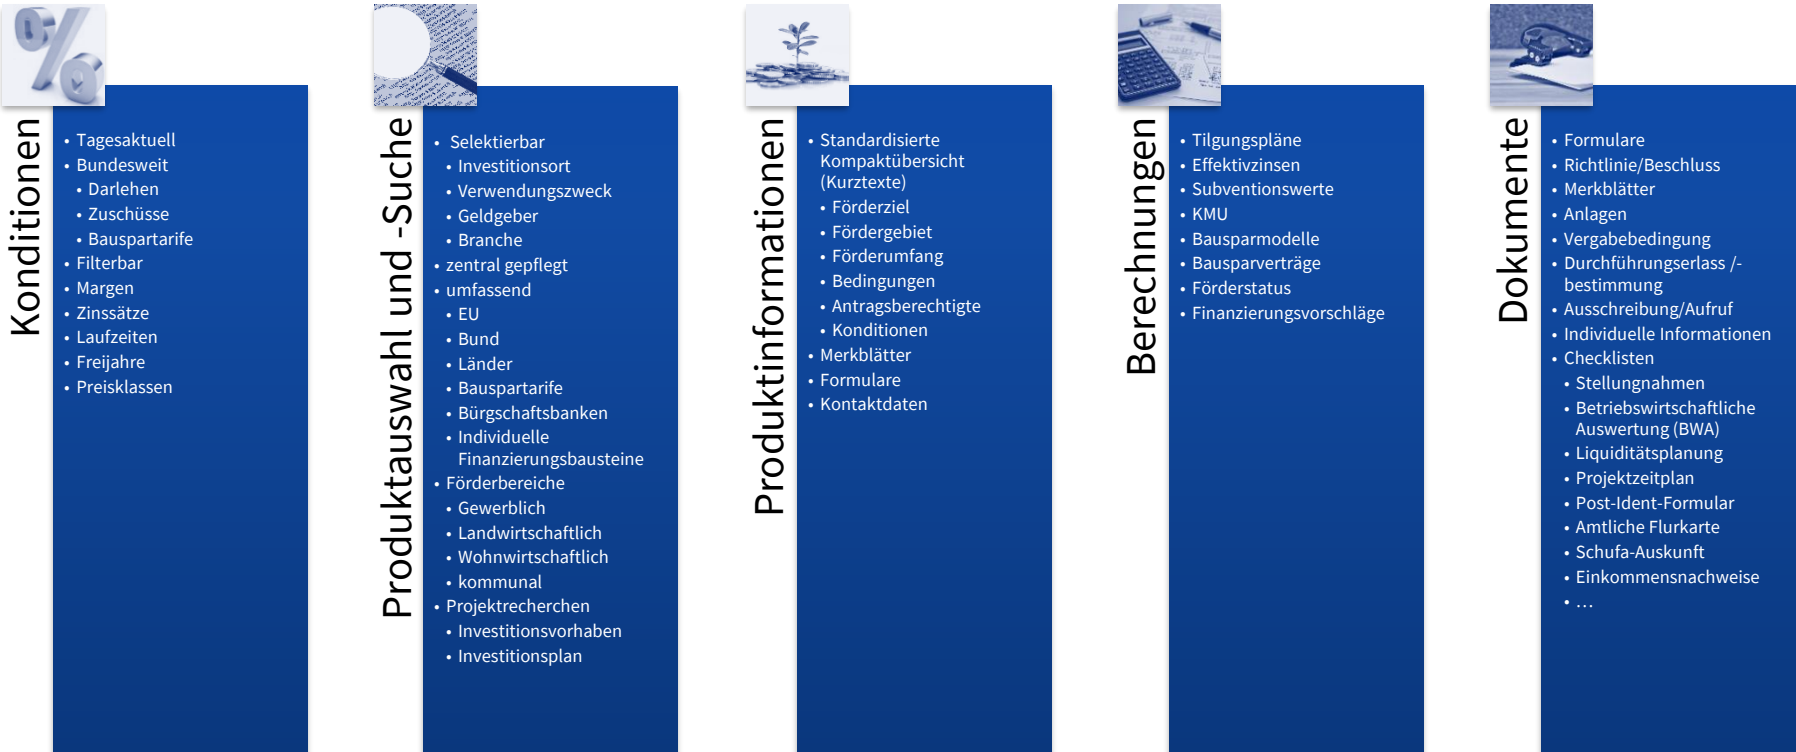 Konditionen
• Tagesaktuell
• Bundesweit
• Darlehen
• Zuschüsse
• Bauspartarife
• Filterbar
• Margen
• Zinssätze
• Laufzeiten
• Freijahre
• Preisklassen
Produktauswahl und -Suche
• Selektierbar
• Investitionsort
• Verwendungszweck
• Geldgeber
• Branche
• zentral gepflegt
• umfassend
• EU
• Bund
• Länder
• Bauspartarife
• Bürgschaftsbanken
• Individuelle
Finanzierungsbausteine
• Förderbereiche
• Gewerblich
• Landwirtschaftlich
• Wohnwirtschaftlich
• kommunal
• Projektrecherchen
• Investitionsvorhaben
• Investitionsplan
Produktinformationen
• Standardisierte
Kompaktübersicht
(Kurztexte)
• Förderziel
• Fördergebiet
• Förderumfang
• Bedingungen
• Antragsberechtigte
• Konditionen
• Merkblätter
• Formulare
• Kontaktdaten
Berechnungen
• Tilgungspläne
• Effektivzinsen
• Subventionswerte
• KMU
• Bausparmodelle
• Bausparverträge
• Förderstatus
• Finanzierungsvorschläge
Dokumente
• Formulare
• Richtlinie/Beschluss
• Merkblätter
• Anlagen
• Vergabebedingung
• Durchführungserlass /-
bestimmung
• Ausschreibung/Aufruf
• Individuelle Informationen
• Checklisten
• Stellungnahmen
• Betriebswirtschaftliche
Auswertung (BWA)
• Liquiditätsplanung
• Projektzeitplan
• Post-Ident-Formular
• Amtliche Flurkarte
• Schufa-Auskunft
• Einkommensnachweise
• …